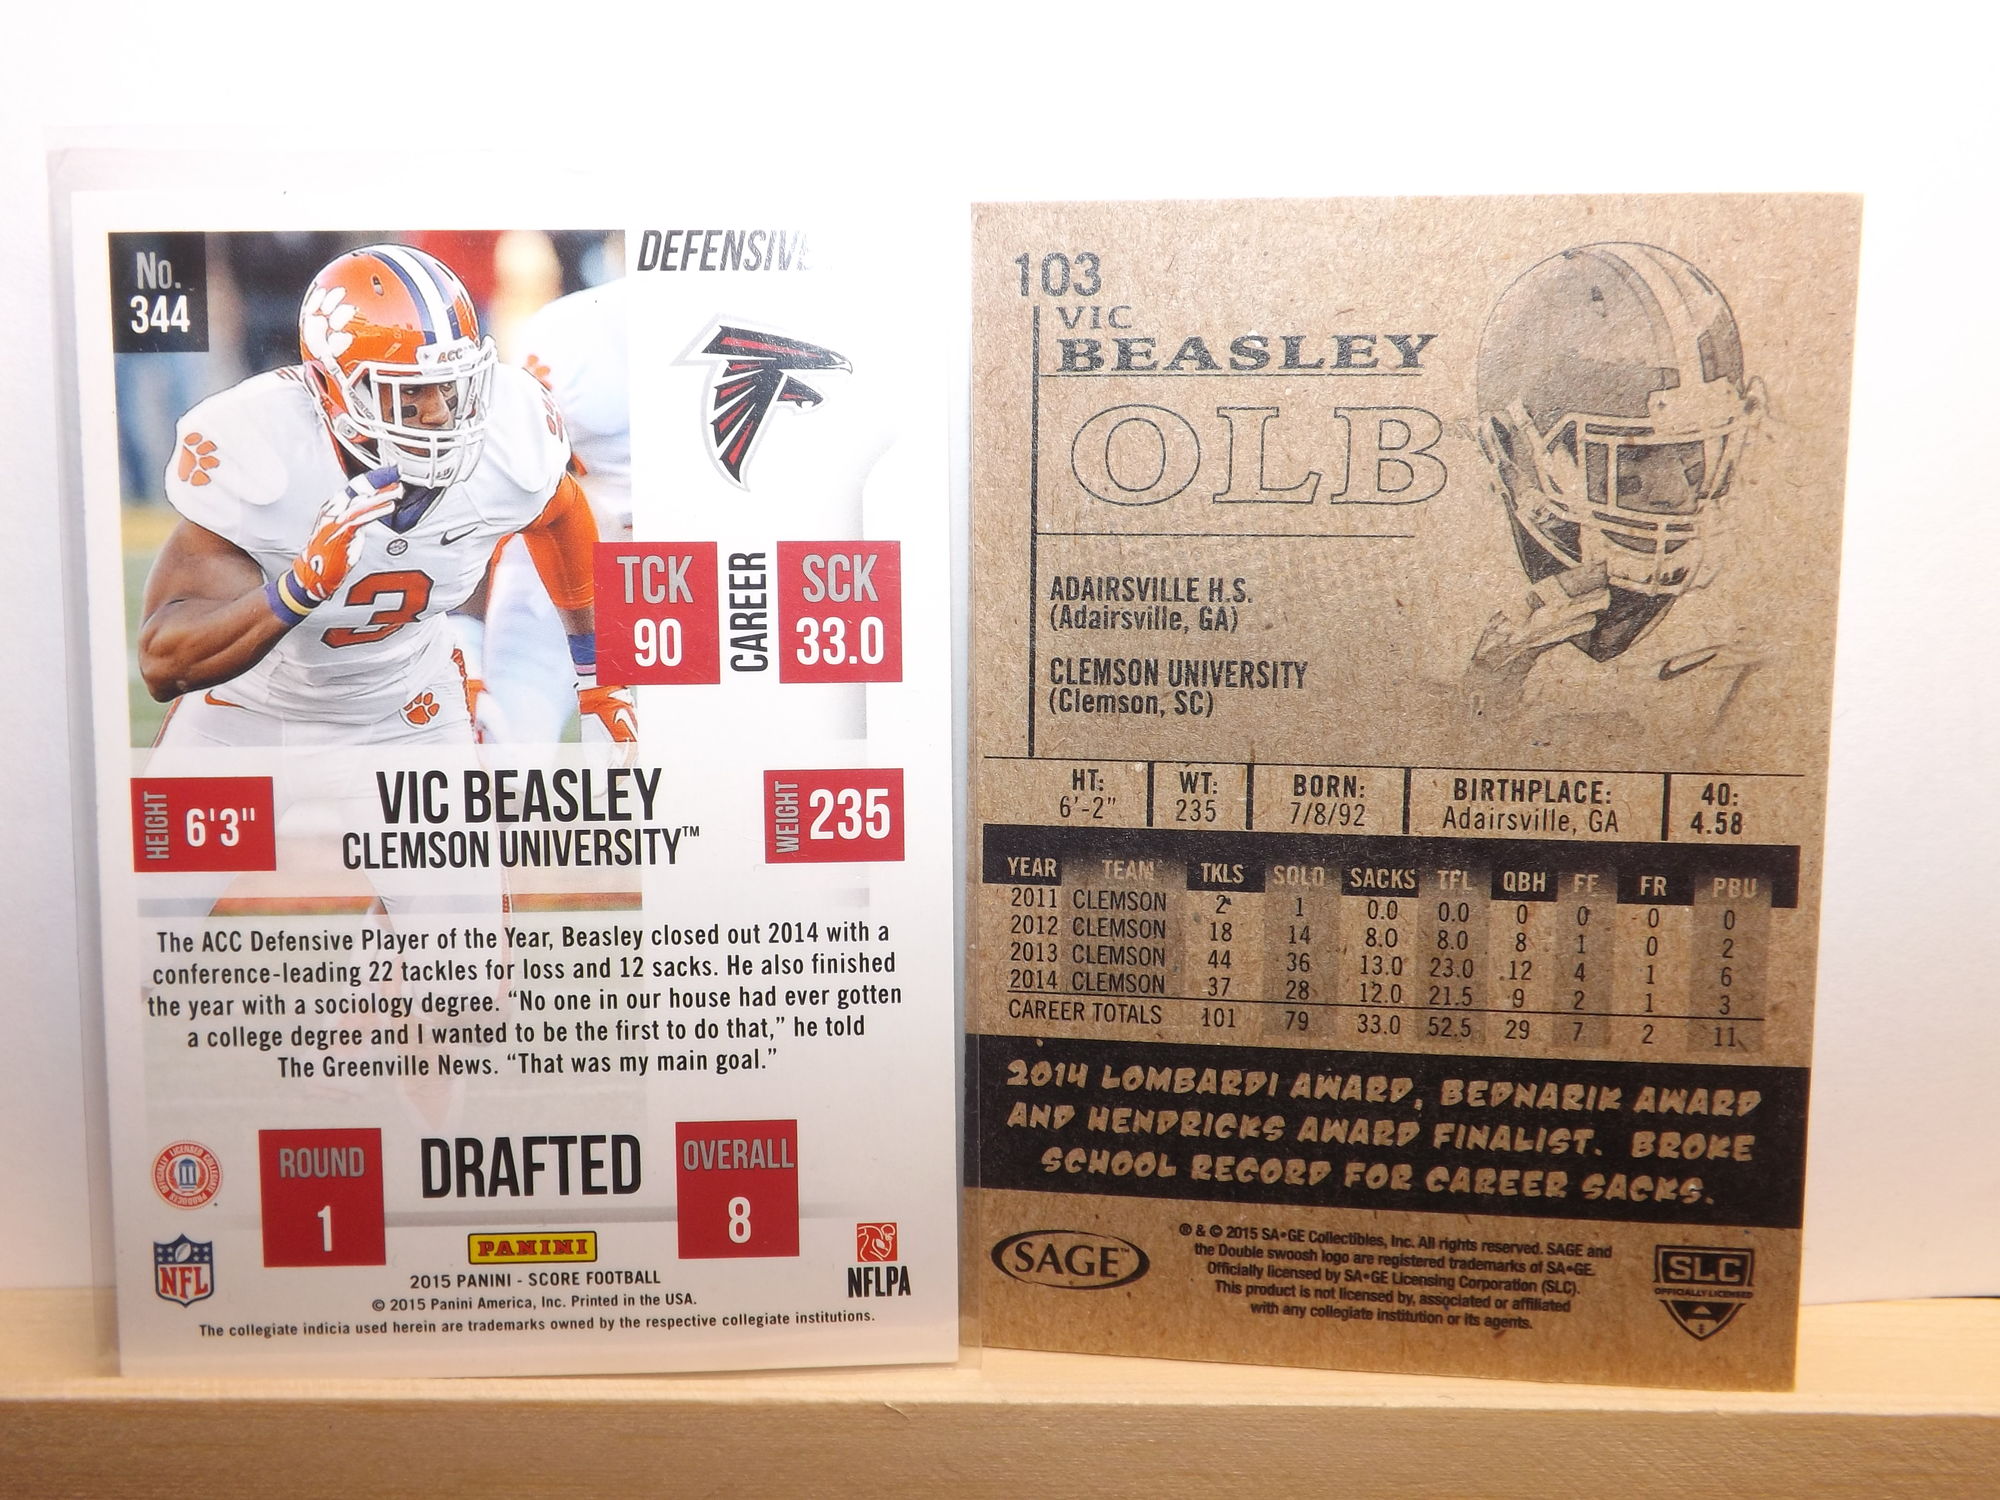 No.
344
DEFENSIVE
ACC
3
TCK
90
CAREER
SCK
33.0
HEIGHT
6'3"
VIC BEASLEY
CLEMSON UNIVERSITY™
WEIGHT
235
The ACC Defensive Player of the Year, Beasley closed out 2014 with a
conference-leading 22 tackles for loss and 12 sacks. He also finished
the year with a sociology degree. “No one in our house had ever gotten
a college degree and I wanted to be the first to do that,” he told
The Greenville News. “That was my main goal.”
OFFICIALLY LICENSED COLLEGIATE PRODUCTS
ROUND
1
DRAFTED
OVERALL
8
NFL
PANINI
NFLPA
2015 PANINI - SCORE FOOTBALL
© 2015 Panini America, Inc. Printed in the USA.
The collegiate indicia used herein are trademarks owned by the respective collegiate institutions.
103
VIC
BEASLEY
OLB
ADAIRSVILLE H.S.
(Adairsville, GA)
CLEMSON UNIVERSITY
(Clemson, SC)
HT: WT: BORN: BIRTHPLACE: 40:
6'-2" 235 7/8/92 Adairsville, GA 4.58
YEAR TEAM TKLS SOLO SACKS TFL QBH FF FR PBU
2011 CLEMSON 2 1 0.0 0.0 0 0 0 0
2012 CLEMSON 18 14 8.0 8.0 8 1 0 2
2013 CLEMSON 44 36 13.0 23.0 12 4 1 6
2014 CLEMSON 37 28 12.0 21.5 9 2 1 3
CAREER TOTALS 101 79 33.0 52.5 29 7 2 11
2014 LOMBARDI AWARD, BEDNARIK AWARD
AND HENDRICKS AWARD FINALIST. BROKE
SCHOOL RECORD FOR CAREER SACKS.
SAGE™
® & © 2015 SA•GE Collectibles, Inc. All rights reserved. SAGE and
the Double swoosh logo are registered trademarks of SA•GE.
Officially licensed by SA•GE Licensing Corporation (SLC).
This product is not licensed by, associated or affiliated
with any collegiate institution or its agents.
SLC
OFFICIALLY LICENSED